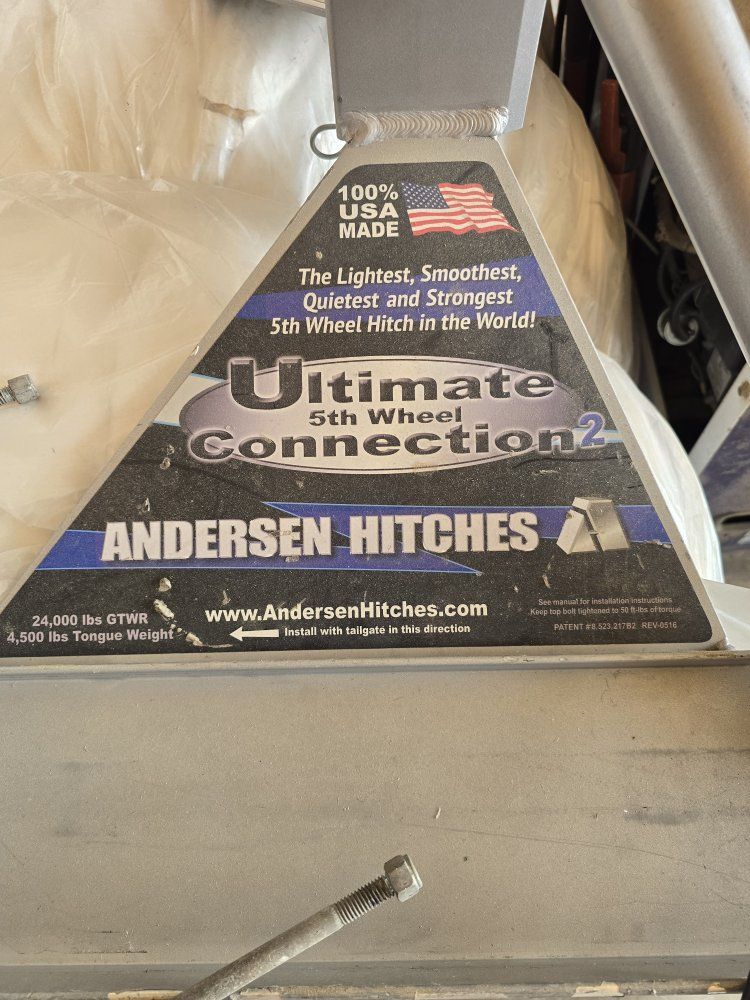 100%
USA
MADE
The Lightest, Smoothest,
Quietest and Strongest
5th Wheel Hitch in the World!
Ultimate
5th Wheel
Connection2
ANDERSEN HITCHES
24,000 lbs GTWR
4,500 lbs Tongue Weight
www.AndersenHitches.com
Install with tailgate in this direction
See manual for installation instructions
Keep top bolt tightened to 50 ft-lbs of torque
PATENT #8,523,217B2 REV-0516